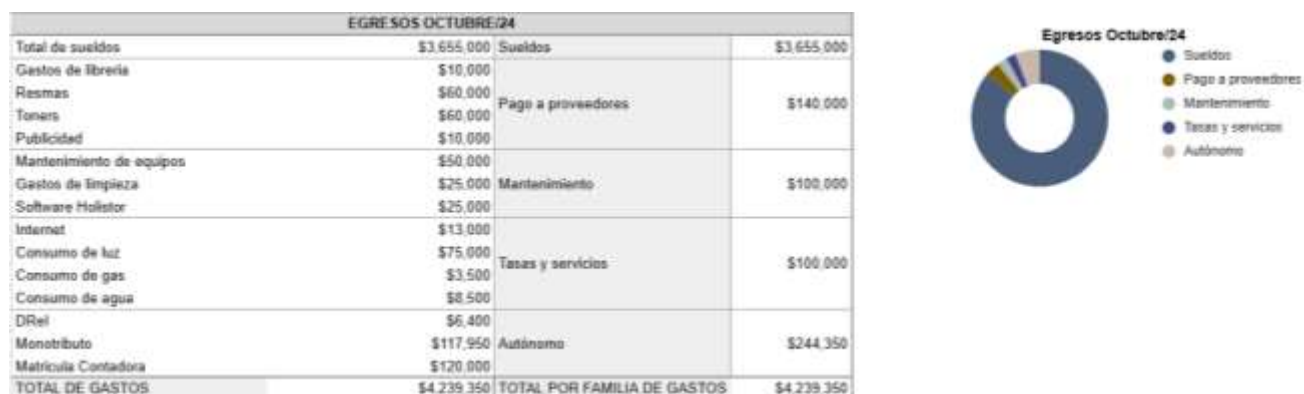 EGRESOS OCTUBRE/24
Total de sueldos $3,655,000 Sueldos $3,655,000
Gastos de libreria $10,000
Resmas $60,000
Toners $60,000
Pago a proveedores $140,000
Publicidad $10,000
Mantenimiento de equipos $50,000
Gastos de limpieza $25,000 Mantenimiento $100,000
Software Holistor $25,000
Internet $13,000
Consumo de luz $75,000
Tasas y servicios $100,000
Consumo de gas $3,500
Consumo de agua $8,500
DRel $6,400
Monotributo $117,950 Autónomo $244,350
Matricula Contadora $120,000
TOTAL DE GASTOS $4,239,350 TOTAL POR FAMILIA DE GASTOS $4,239,350
Egresos Octubre/24
Sueldos
Pago a proveedores
Mantenimiento
Tasas y servicios
Autónomo